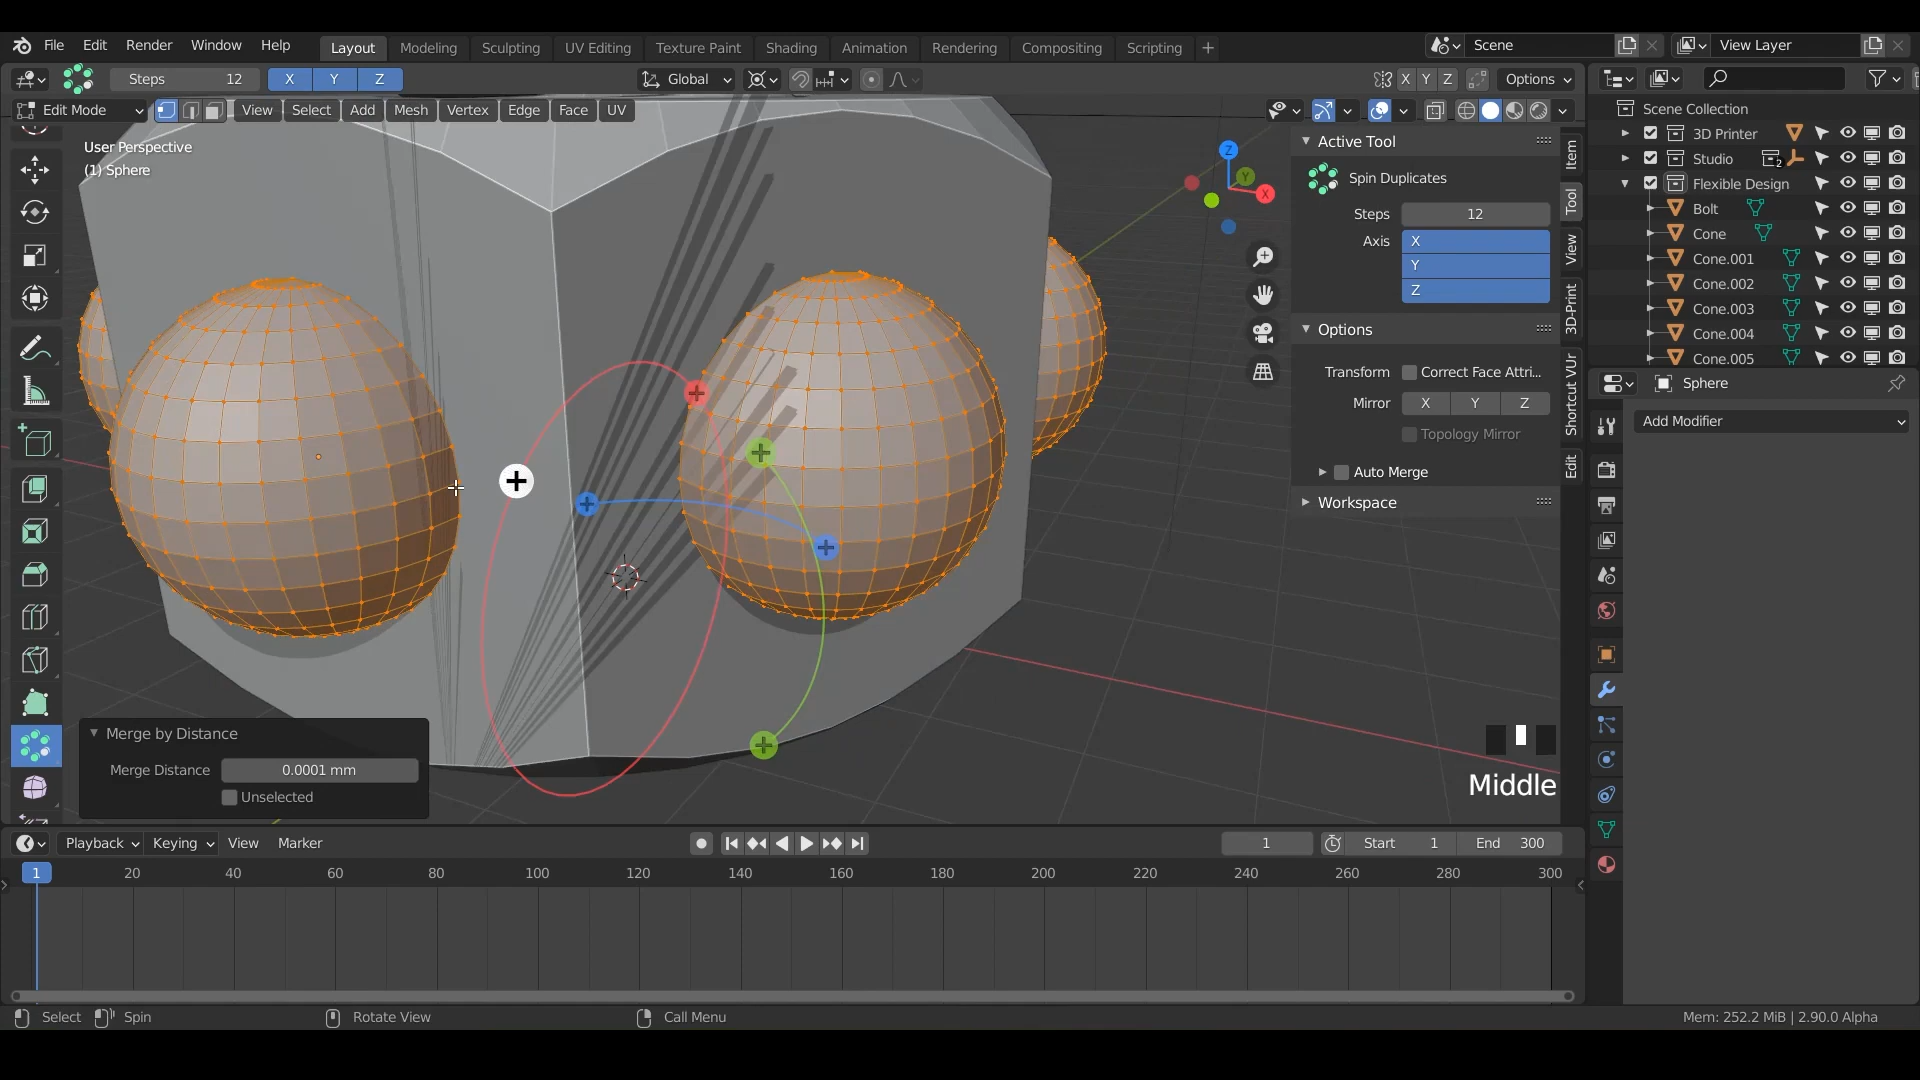 File Edit Render Window Help Layout Modeling Sculpting UV Editing Texture Paint Shading Animation Rendering Compositing Scripting + Scene View Layer
Steps 12 X Y Z Global X Y Z Options
Edit Mode View Select Add Mesh Vertex Edge Face UV
User Perspective
(1) Sphere
Z
Y
X
Active Tool
Spin Duplicates
Steps 12
Axis X
Y
Z
Options
Transform Correct Face Attri...
Mirror X Y Z
Topology Mirror
Auto Merge
Workspace
Item
Tool
View
3D-Print
Shortcut VUr
Edit
Scene Collection
3D Printer
Studio 2
Flexible Design
Bolt
Cone
Cone.001
Cone.002
Cone.003
Cone.004
Cone.005
Sphere
Add Modifier
Merge by Distance
Merge Distance 0.0001 mm
Unselected
Middle
Playback Keying View Marker 1 Start 1 End 300
1 20 40 60 80 100 120 140 160 180 200 220 240 260 280 300
Select Spin Rotate View Call Menu Mem: 252.2 MiB | 2.90.0 Alpha